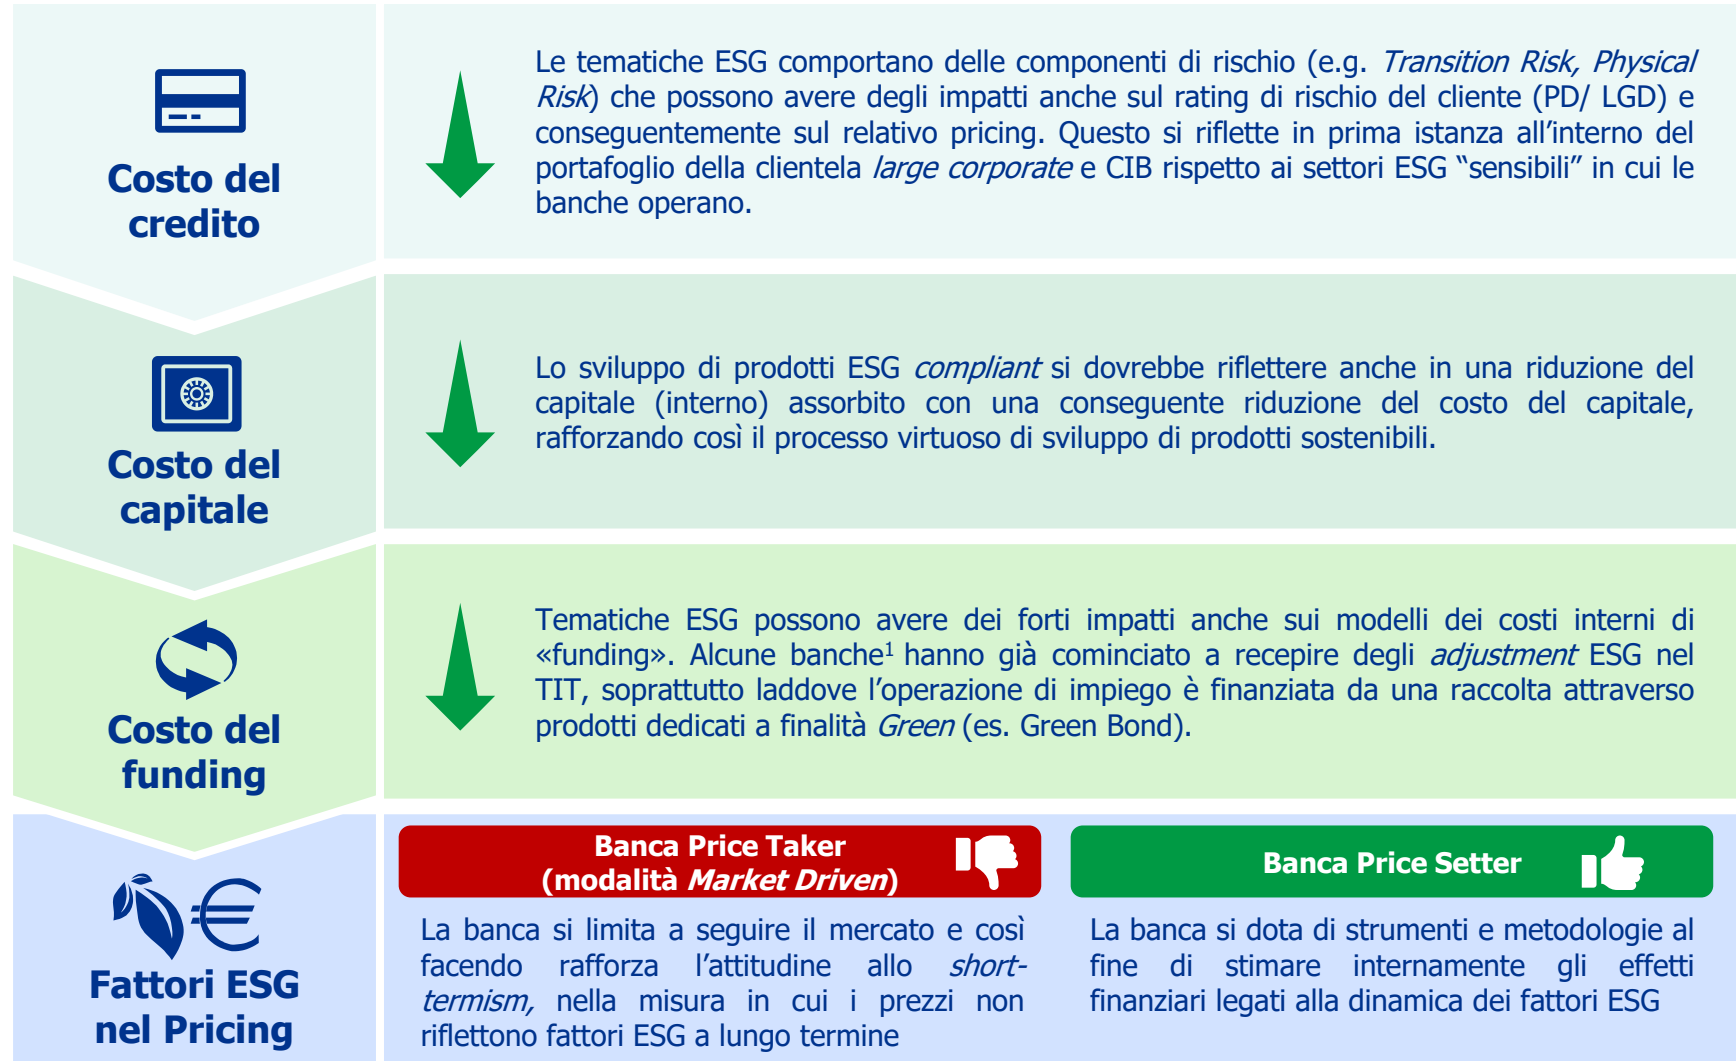 Costo del
credito
Le tematiche ESG comportano delle componenti di rischio (e.g. Transition Risk, Physical
Risk) che possono avere degli impatti anche sul rating di rischio del cliente (PD/ LGD) e
conseguentemente sul relativo pricing. Questo si riflette in prima istanza all’interno del
portafoglio della clientela large corporate e CIB rispetto ai settori ESG “sensibili” in cui le
banche operano.
Costo del
capitale
Lo sviluppo di prodotti ESG compliant si dovrebbe riflettere anche in una riduzione del
capitale (interno) assorbito con una conseguente riduzione del costo del capitale,
rafforzando così il processo virtuoso di sviluppo di prodotti sostenibili.
Costo del
funding
Tematiche ESG possono avere dei forti impatti anche sui modelli dei costi interni di
«funding». Alcune banche¹ hanno già cominciato a recepire degli adjustment ESG nel
TIT, soprattutto laddove l’operazione di impiego è finanziata da una raccolta attraverso
prodotti dedicati a finalità Green (es. Green Bond).
Fattori ESG
nel Pricing
Banca Price Taker
(modalità Market Driven)
La banca si limita a seguire il mercato e così
facendo rafforza l’attitudine allo short-
termism, nella misura in cui i prezzi non
riflettono fattori ESG a lungo termine
Banca Price Setter
La banca si dota di strumenti e metodologie al
fine di stimare internamente gli effetti
finanziari legati alla dinamica dei fattori ESG